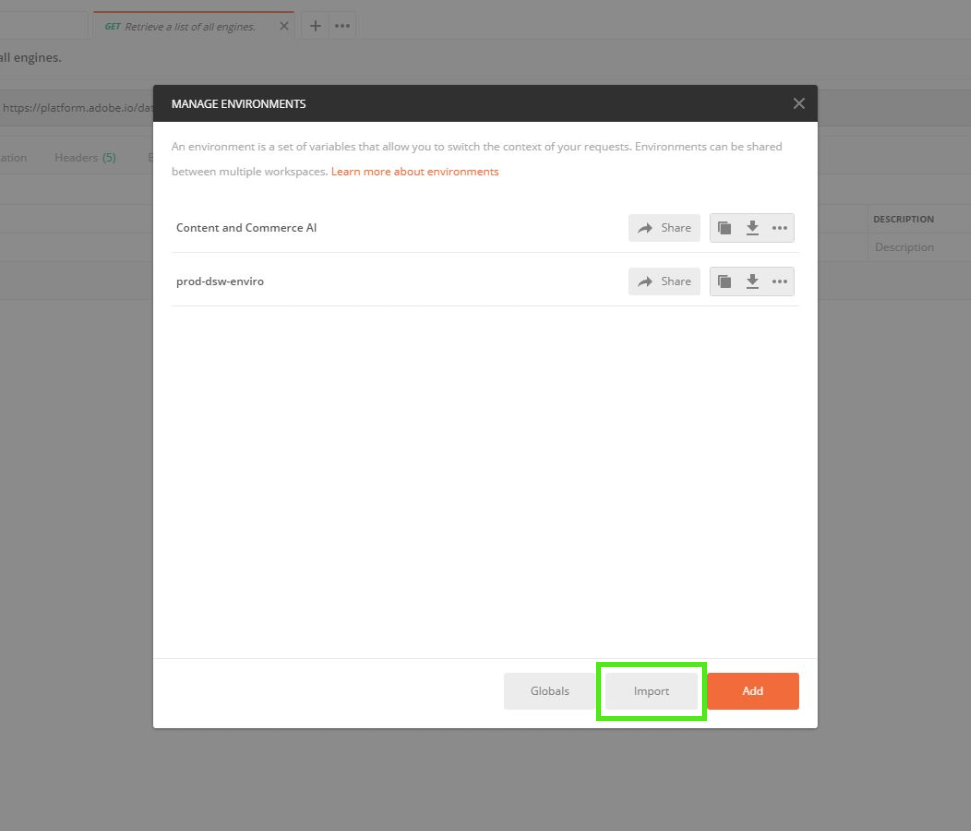 GET Retrieve a list of all engines.
all engines.
https://platform.adobe.io/dat
Headers (5)
DESCRIPTION
Description
MANAGE ENVIRONMENTS
An environment is a set of variables that allow you to switch the context of your requests. Environments can be shared
between multiple workspaces. Learn more about environments
Content and Commerce AI
Share
prod-dsw-enviro
Share
Globals
Import
Add